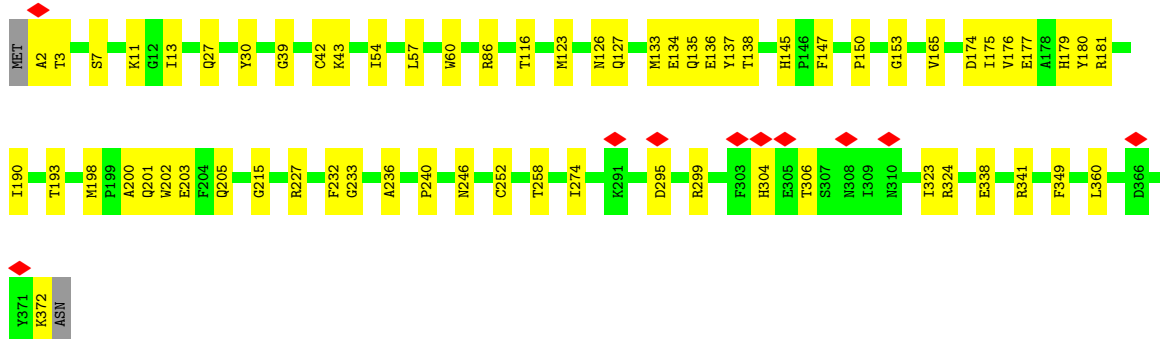 MET A2 T3 S7 K11 G12 I13 Q27 Y30 G39 C42 K43 I54 L57 W60 R86 T116 M123 N126 Q127 M133 E134 Q135 E136 Y137 T138 H145 P146 F147 P150 G153 V165 D174 I175 V176 E177 A178 H179 Y180 R181
I190 T193 M198 P199 A200 Q201 W202 E203 F204 Q205 G215 R227 F232 G233 A236 P240 N246 C252 T258 I274 K291 D295 R299 F303 H304 E305 T306 S307 N308 I309 N310 I323 R324 E338 R341 F349 L360 D366
Y371 K372 ASN